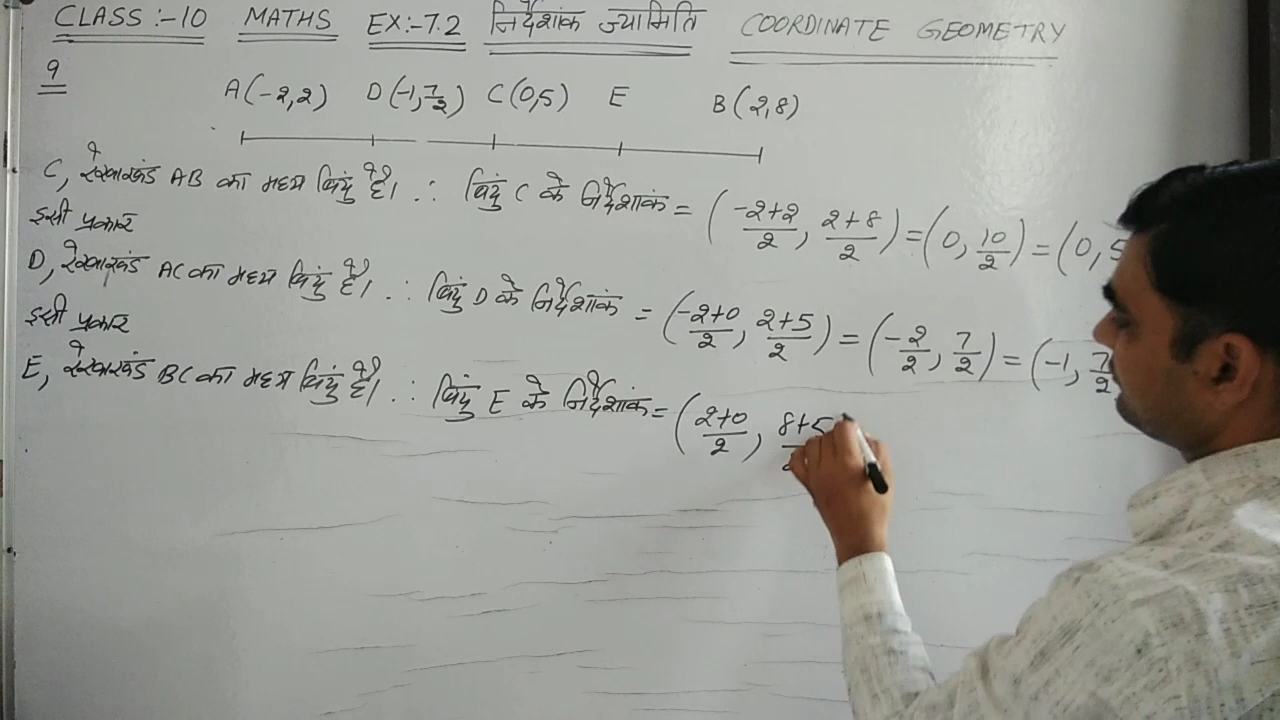 CLASS :-10 MATHS EX:-7.2 निर्देशांक ज्यामिति COORDINATE GEOMETRY
9
A(-2,2) D(-1,7/2) C(0,5) E B(2,8)
C, रेखाखंड AB का मध्य बिंदु है। ∴ बिंदु C के निर्देशांक = (-2+2/2, 2+8/2) = (0, 10/2) = (0, 5
इसी प्रकार
D, रेखाखंड AC का मध्य बिंदु है। ∴ बिंदु D के निर्देशांक = (-2+0/2, 2+5/2) = (-2/2, 7/2) = (-1, 7/2
इसी प्रकार
E, रेखाखंड BC का मध्य बिंदु है। ∴ बिंदु E के निर्देशांक = (2+0/2, 8+5/2